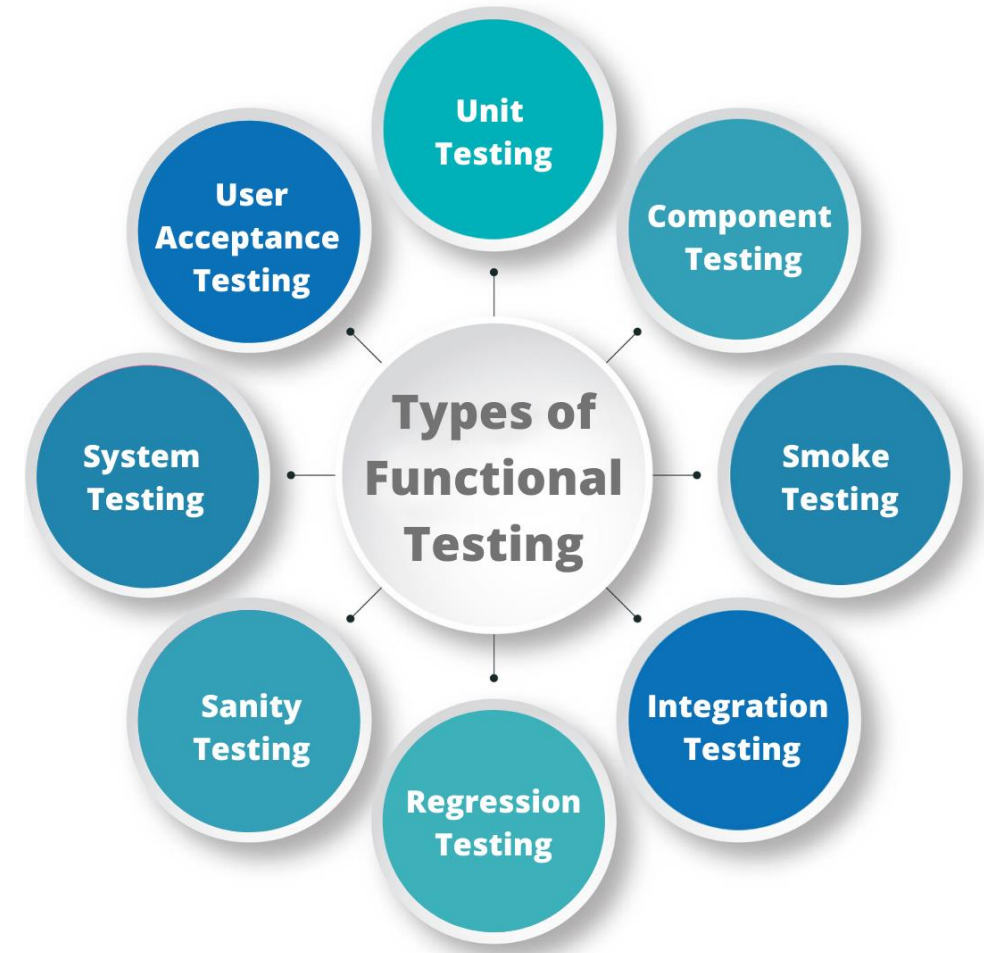 Types of
Functional
Testing
Unit
Testing
Component
Testing
Smoke
Testing
Integration
Testing
Regression
Testing
Sanity
Testing
System
Testing
User
Acceptance
Testing